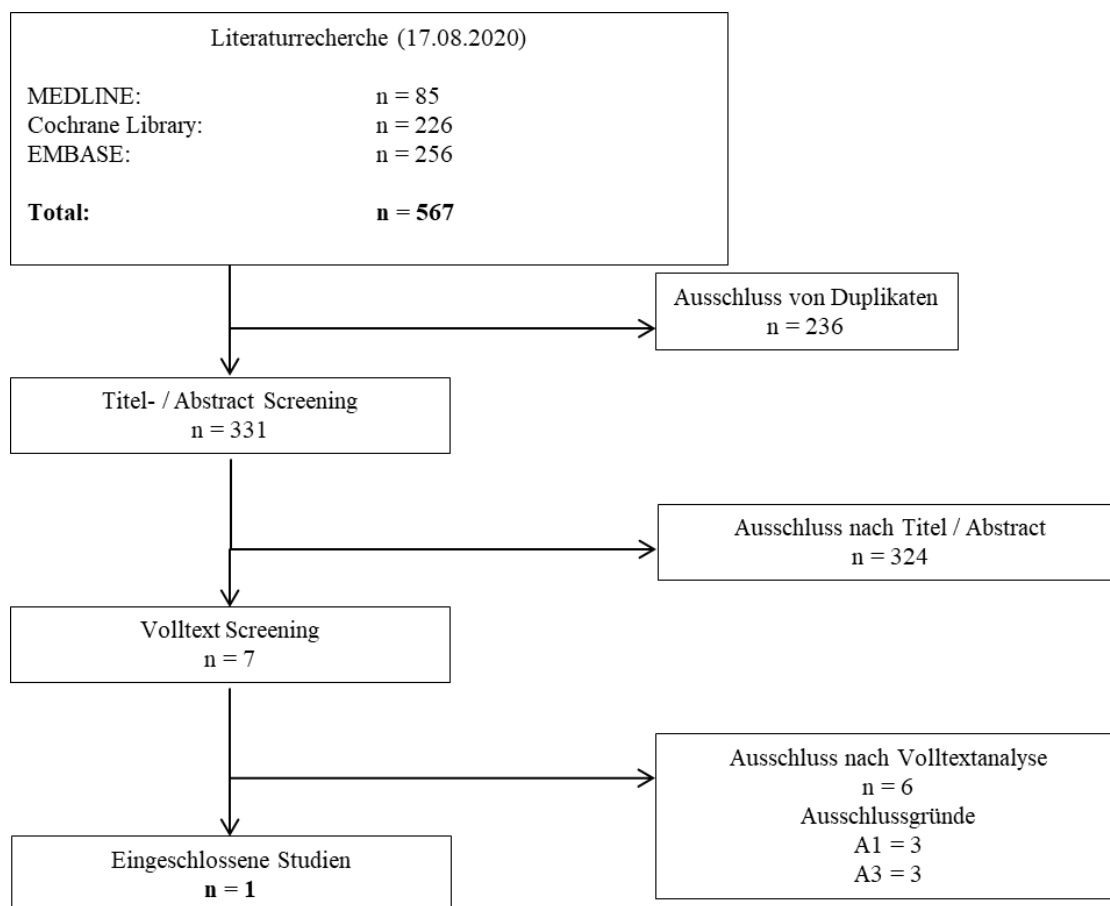 Literaturrecherche (17.08.2020)
MEDLINE: n = 85
Cochrane Library: n = 226
EMBASE: n = 256
Total: n = 567
Ausschluss von Duplikaten
n = 236
Titel- / Abstract Screening
n = 331
Ausschluss nach Titel / Abstract
n = 324
Volltext Screening
n = 7
Ausschluss nach Volltextanalyse
n = 6
Ausschlussgründe
A1 = 3
A3 = 3
Eingeschlossene Studien
n = 1